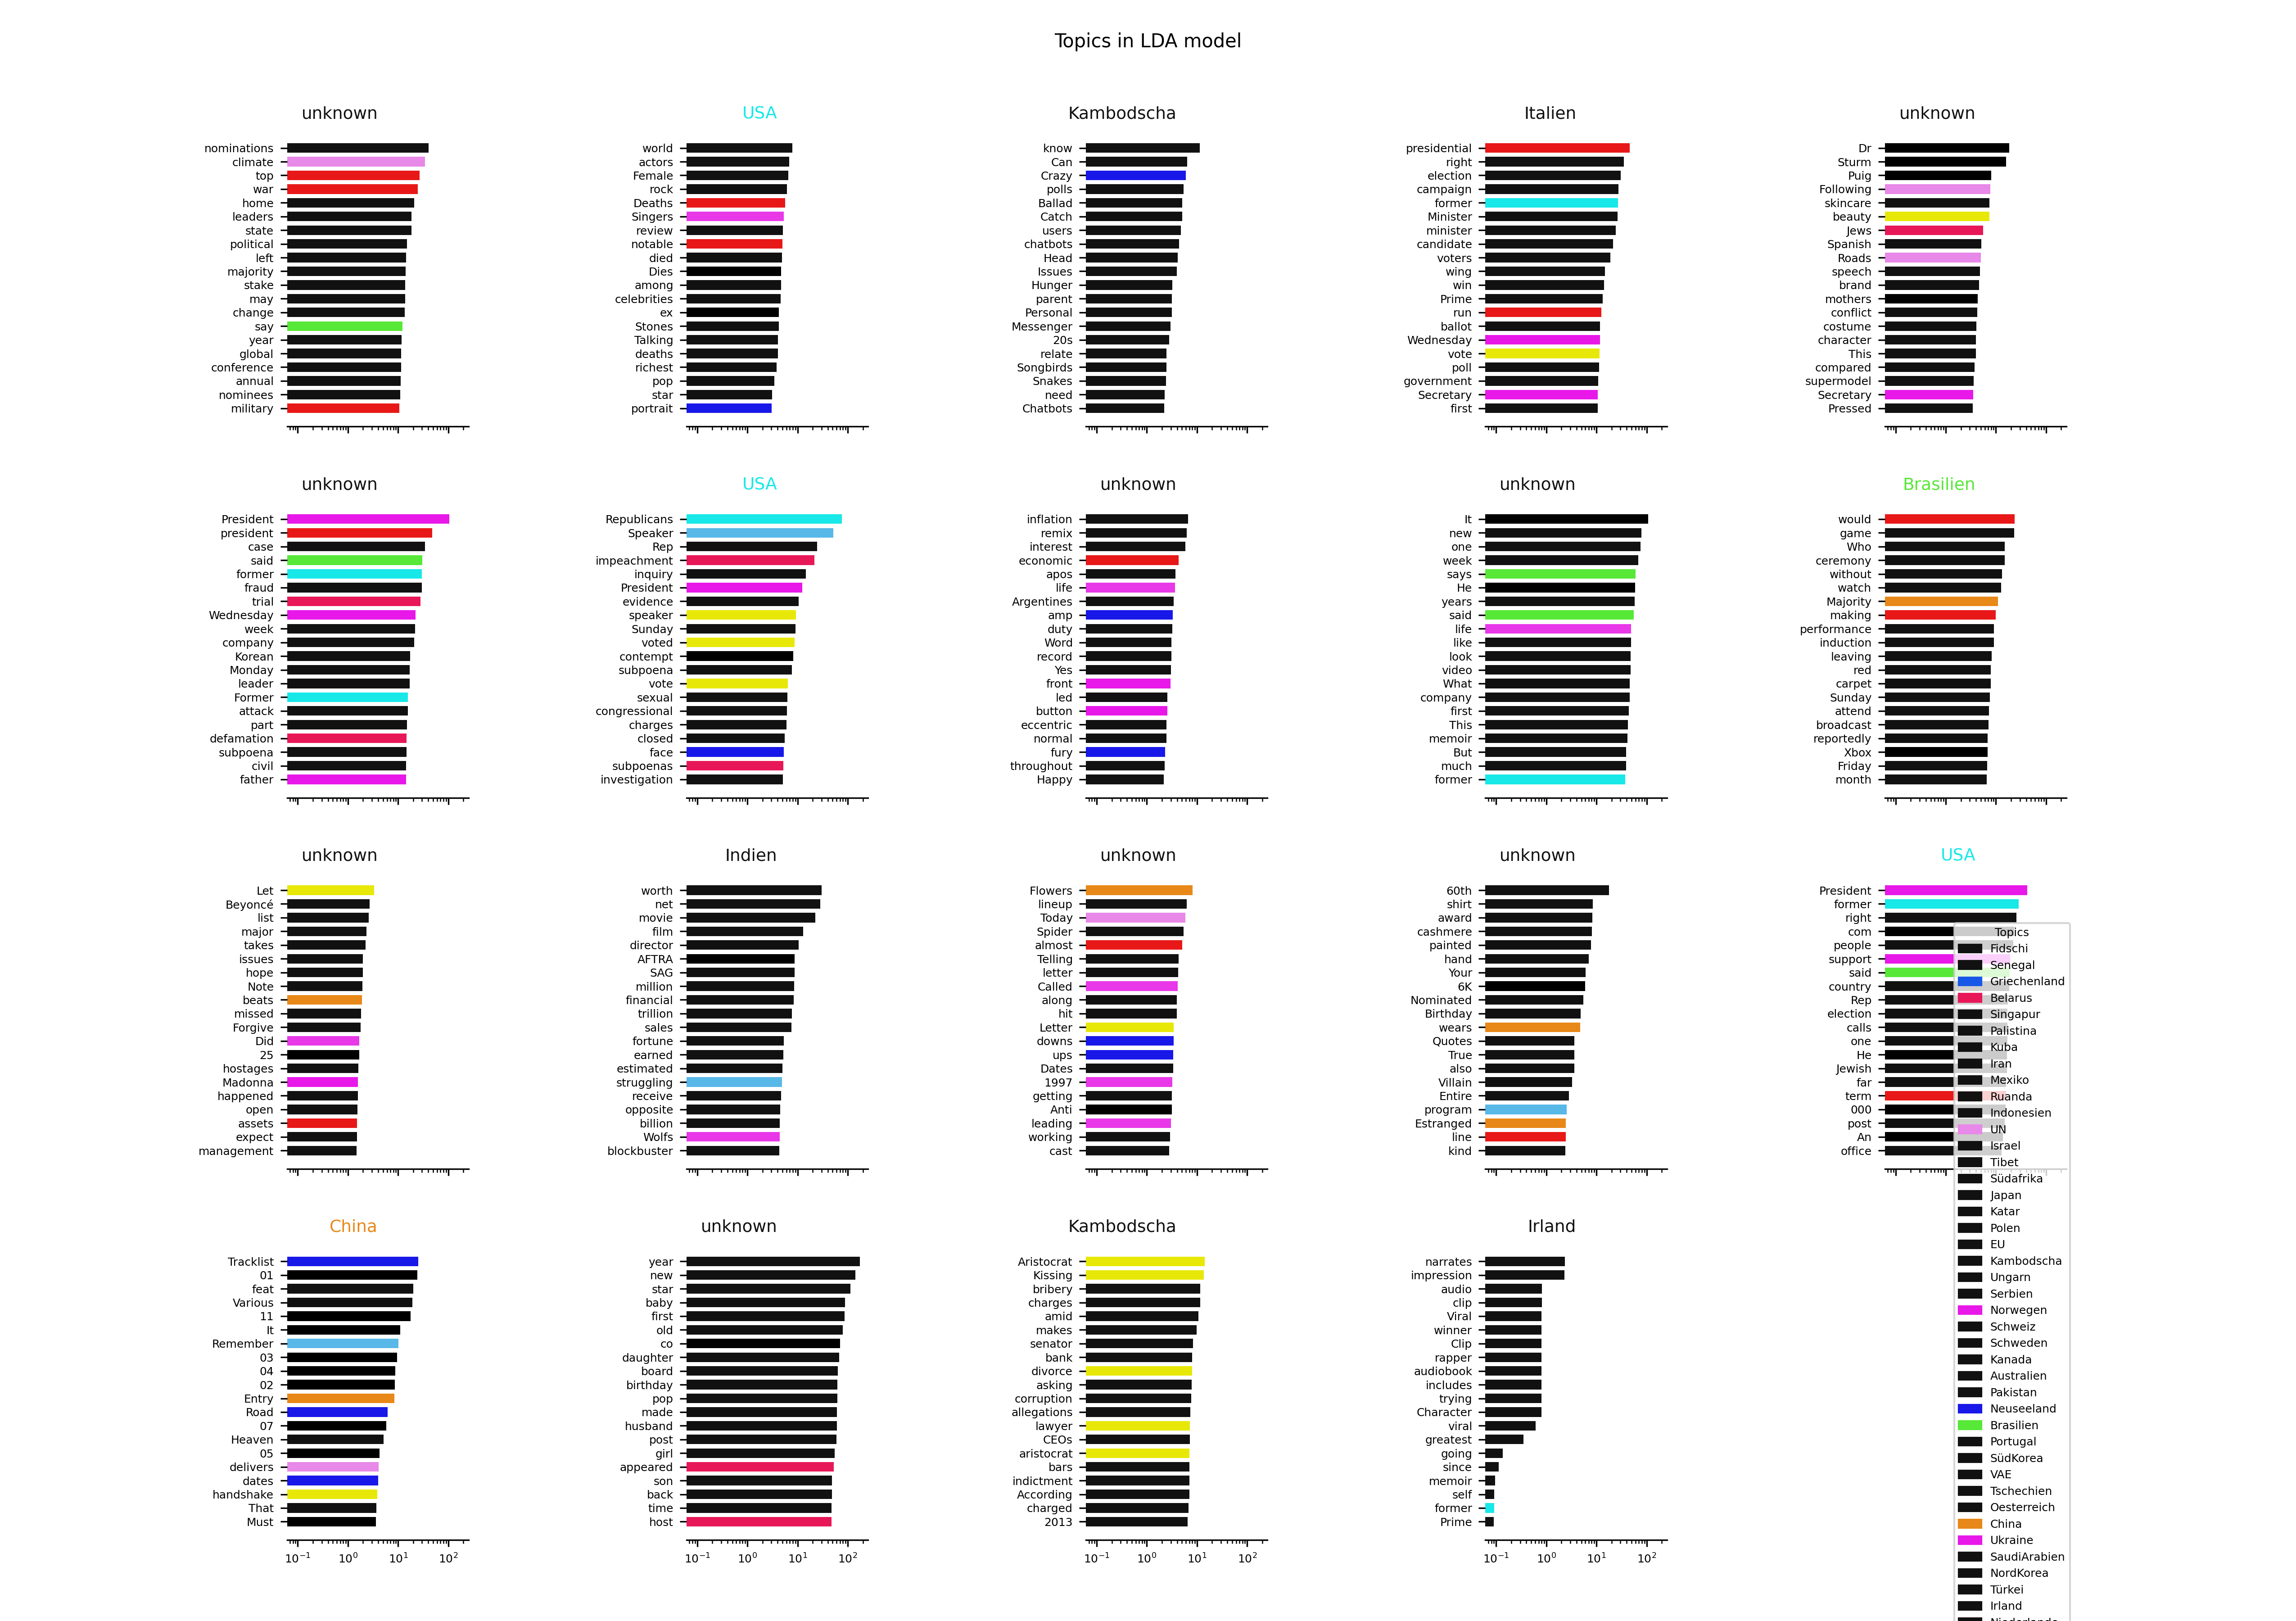 Topics in LDA model
unknown
nominations
climate
top
war
home
leaders
state
political
left
majority
stake
may
change
say
year
global
conference
annual
nominees
military
USA
world
actors
Female
rock
Deaths
Singers
review
notable
died
Dies
among
celebrities
ex
Stones
Talking
deaths
richest
pop
star
portrait
Kambodscha
know
Can
Crazy
polls
Ballad
Catch
users
chatbots
Head
Issues
Hunger
parent
Personal
Messenger
20s
relate
Songbirds
Snakes
need
Chatbots
Italien
presidential
right
election
campaign
former
Minister
minister
candidate
voters
wing
win
Prime
run
ballot
Wednesday
vote
poll
government
Secretary
first
unknown
Dr
Sturm
Puig
Following
skincare
beauty
Jews
Spanish
Roads
speech
brand
mothers
conflict
costume
character
This
compared
supermodel
Secretary
Pressed
unknown
President
president
case
said
former
fraud
trial
Wednesday
week
company
Korean
Monday
leader
Former
attack
part
defamation
subpoena
civil
father
USA
Republicans
Speaker
Rep
impeachment
inquiry
President
evidence
speaker
Sunday
voted
contempt
subpoena
vote
sexual
congressional
charges
closed
face
subpoenas
investigation
unknown
inflation
remix
interest
economic
apos
life
Argentines
amp
duty
Word
record
Yes
front
led
button
eccentric
normal
fury
throughout
Happy
unknown
It
new
one
week
says
He
years
said
life
like
look
video
What
company
first
This
memoir
But
much
former
Brasilien
would
game
Who
ceremony
without
watch
Majority
making
performance
induction
leaving
red
carpet
Sunday
attend
broadcast
reportedly
Xbox
Friday
month
unknown
Let
Beyoncé
list
major
takes
issues
hope
Note
beats
missed
Forgive
Did
25
hostages
Madonna
happened
open
assets
expect
management
Indien
worth
net
movie
film
director
AFTRA
SAG
million
financial
trillion
sales
fortune
earned
estimated
struggling
receive
opposite
billion
Wolfs
blockbuster
unknown
Flowers
lineup
Today
Spider
almost
Telling
letter
Called
along
hit
Letter
downs
ups
Dates
1997
getting
Anti
leading
working
cast
unknown
60th
shirt
award
cashmere
painted
hand
Your
6K
Nominated
Birthday
wears
Quotes
True
also
Villain
Entire
program
Estranged
line
kind
USA
President
former
right
com
people
support
said
country
Rep
election
calls
one
He
Jewish
far
term
000
post
An
office
China
Tracklist
01
feat
Various
11
It
Remember
03
04
02
Entry
Road
07
Heaven
05
delivers
dates
handshake
That
Must
10⁻¹ 10⁰ 10¹ 10²
unknown
year
new
star
baby
first
old
co
daughter
board
birthday
pop
made
husband
post
girl
appeared
son
back
time
host
10⁻¹ 10⁰ 10¹ 10²
Kambodscha
Aristocrat
Kissing
bribery
charges
amid
makes
senator
bank
divorce
asking
corruption
allegations
lawyer
CEOs
aristocrat
bars
indictment
According
charged
2013
10⁻¹ 10⁰ 10¹ 10²
Irland
narrates
impression
audio
clip
Viral
winner
Clip
rapper
audiobook
includes
trying
Character
viral
greatest
going
since
memoir
self
former
Prime
10⁻¹ 10⁰ 10¹ 10²
Topics
Fidschi
Senegal
Griechenland
Belarus
Singapur
Palistina
Kuba
Iran
Mexiko
Ruanda
Indonesien
UN
Israel
Tibet
Südafrika
Japan
Katar
Polen
EU
Kambodscha
Ungarn
Serbien
Norwegen
Schweiz
Schweden
Kanada
Australien
Pakistan
Neuseeland
Brasilien
Portugal
SüdKorea
VAE
Tschechien
Oesterreich
China
Ukraine
SaudiArabien
NordKorea
Türkei
Irland